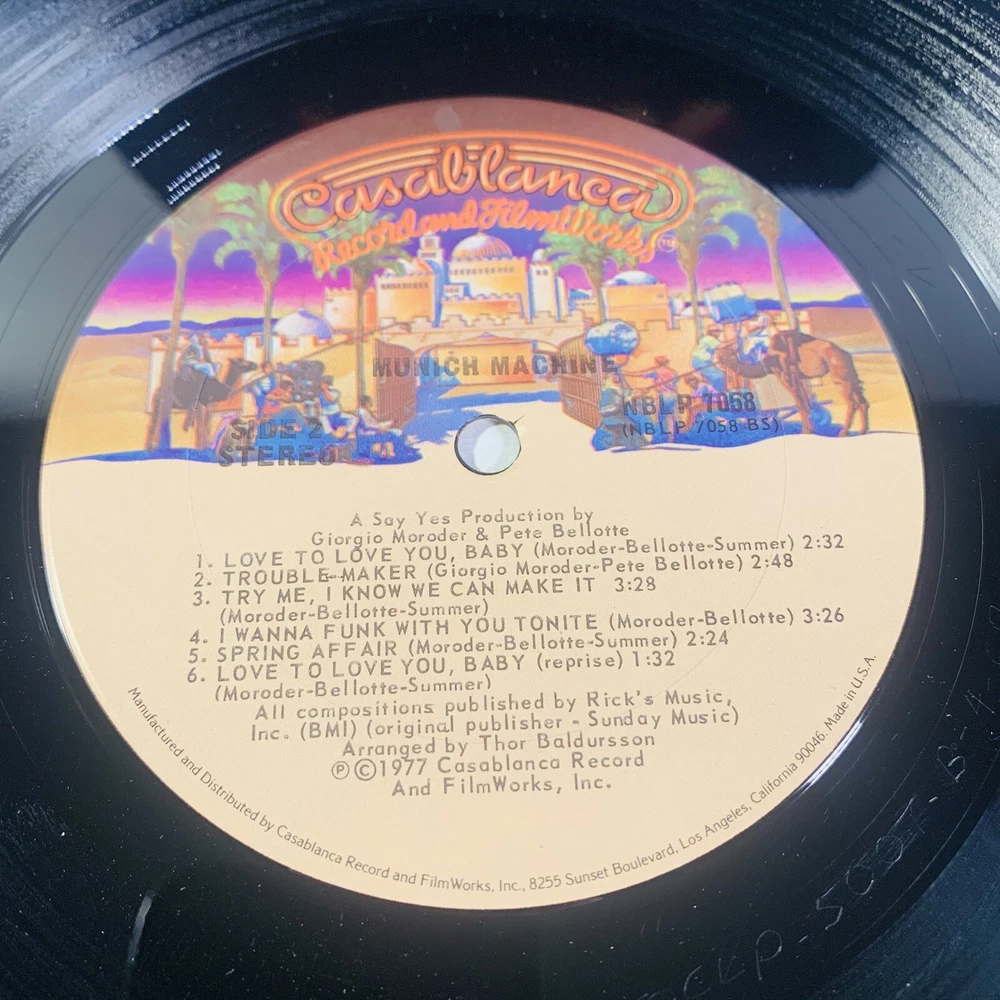 Casablanca
Record and FilmWorks
TM
MUNICH MACHINE
SIDE 2
STEREO
NBLP 7058
(NBLP 7058 BS)
A Say Yes Production by
Giorgio Moroder & Pete Bellotte
1. LOVE TO LOVE YOU, BABY (Moroder-Bellotte-Summer) 2:32
2. TROUBLE-MAKER (Giorgio Moroder-Pete Bellotte) 2:48
3. TRY ME, I KNOW WE CAN MAKE IT 3:28
(Moroder-Bellotte-Summer)
4. I WANNA FUNK WITH YOU TONITE (Moroder-Bellotte) 3:26
5. SPRING AFFAIR (Moroder-Bellotte-Summer) 2:24
6. LOVE TO LOVE YOU, BABY (reprise) 1:32
(Moroder-Bellotte-Summer)
All compositions published by Rick's Music,
Inc. (BMI) (original publisher - Sunday Music)
Arranged by Thor Baldursson
℗©1977 Casablanca Record
And FilmWorks, Inc.
Manufactured and Distributed by Casablanca Record and FilmWorks, Inc., 8255 Sunset Boulevard, Los Angeles, California 90046. Made in U.S.A.